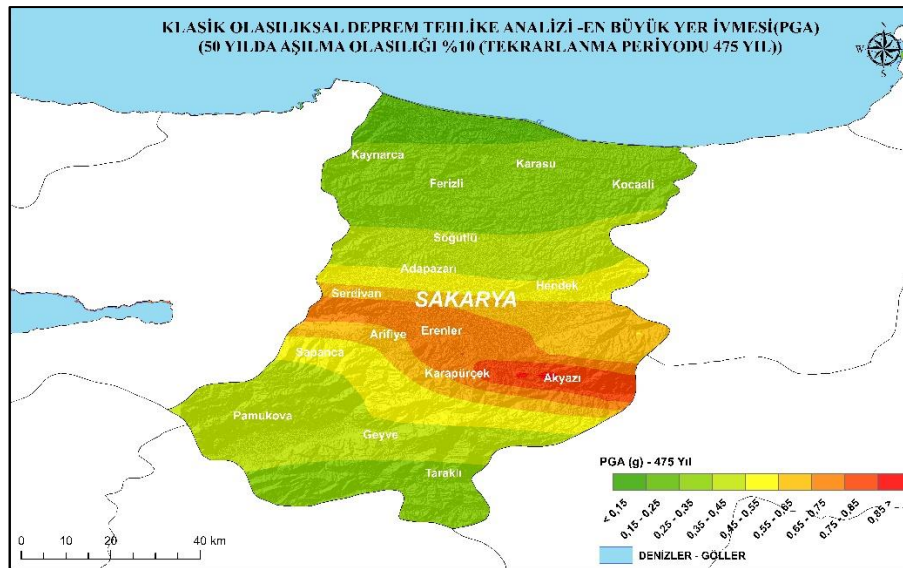 KLASİK OLASILIKSAL DEPREM TEHLİKE ANALİZİ -EN BÜYÜK YER İVMESİ(PGA)
(50 YILDA AŞILMA OLASILIĞI %10 (TEKRARLANMA PERİYODU 475 YIL))
N
W
S
Kaynarca
Karasu
Ferizli
Kocaali
Söğütlü
Adapazarı
Hendek
Serdivan
SAKARYA
Arifiye
Erenler
Sapanca
Karapürçek
Akyazı
Pamukova
Geyve
Taraklı
PGA (g) - 475 Yıl
< 0,15
0,15 - 0,25
0,25 - 0,35
0,35 - 0,45
0,45 - 0,55
0,55 - 0,65
0,65 - 0,75
0,75 - 0,85
0,85 >
DENİZLER - GÖLLER
0 10 20 40 km